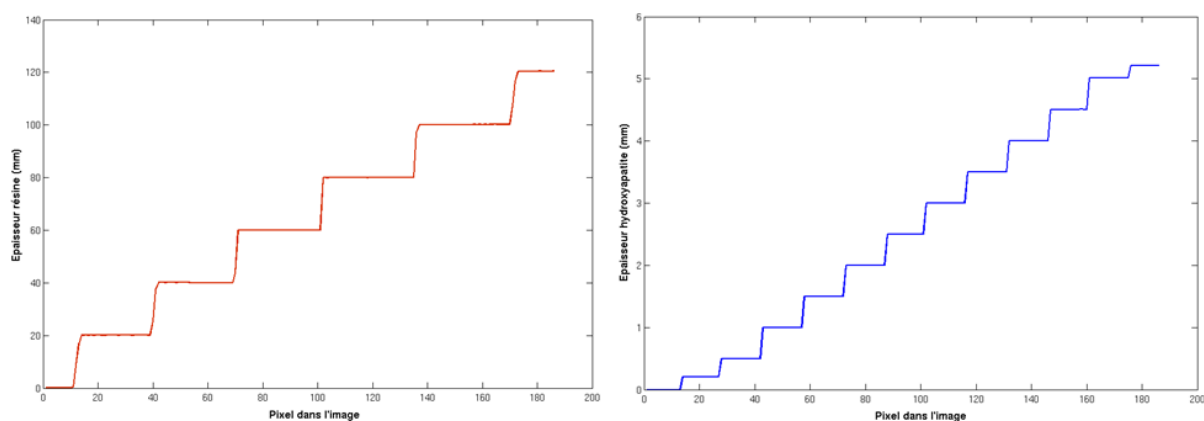 140
120
100
80
60
40
20
0
Epaisseur résine (mm)
0 20 40 60 80 100 120 140 160 180 200
Pixel dans l'image
6
5
4
3
2
1
0
Epaisseur hydroxyapatite (mm)
0 20 40 60 80 100 120 140 160 180 200
Pixel dans l'image